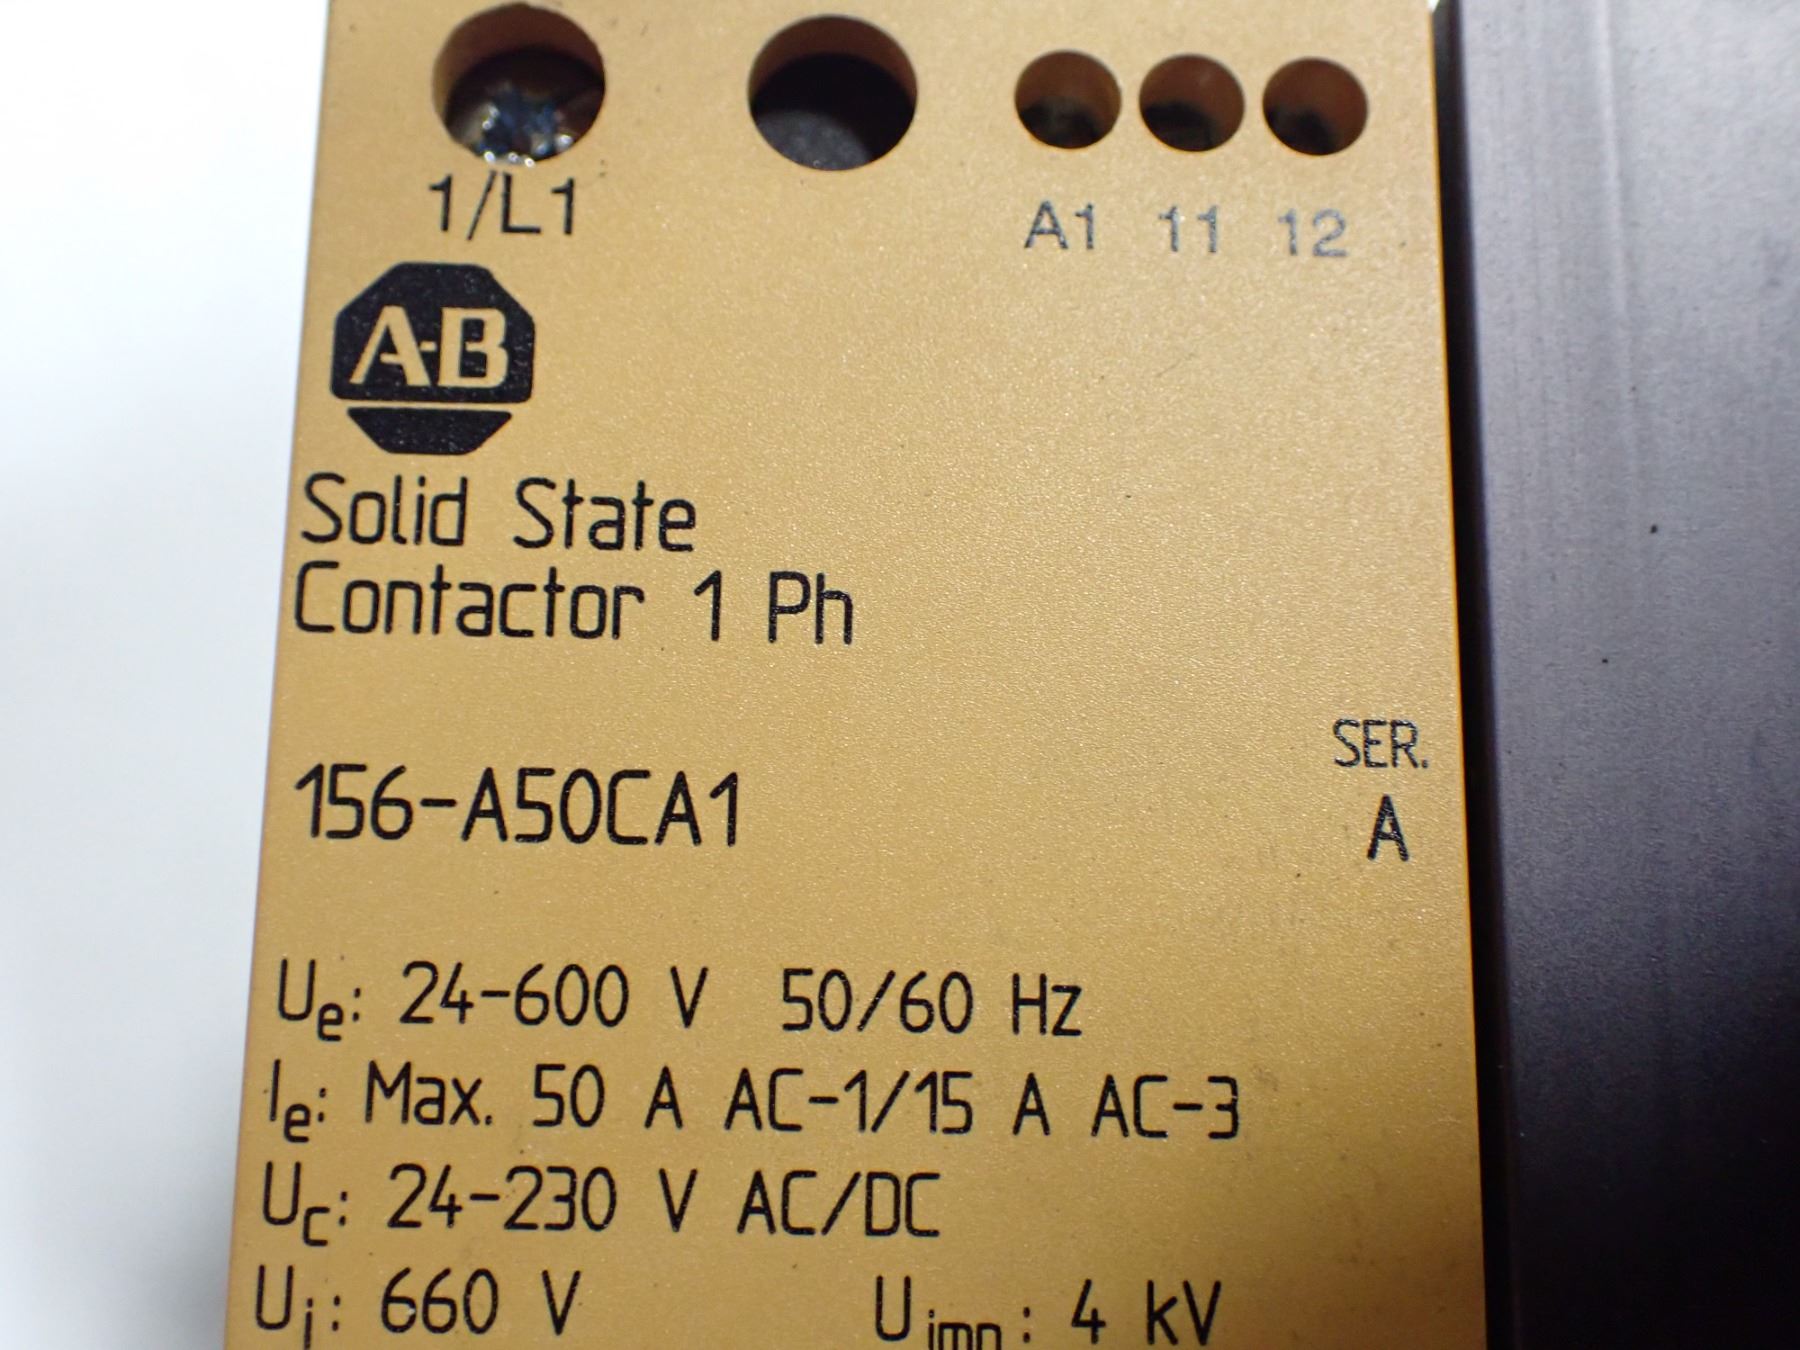 1/L1 A1 11 12
A-B
Solid State
Contactor 1 Ph
SER.
156-A50CA1 A
Ue: 24-600 V 50/60 Hz
Ie: Max. 50 A AC-1/15 A AC-3
Uc: 24-230 V AC/DC
Ui: 660 V Uimp: 4 kV